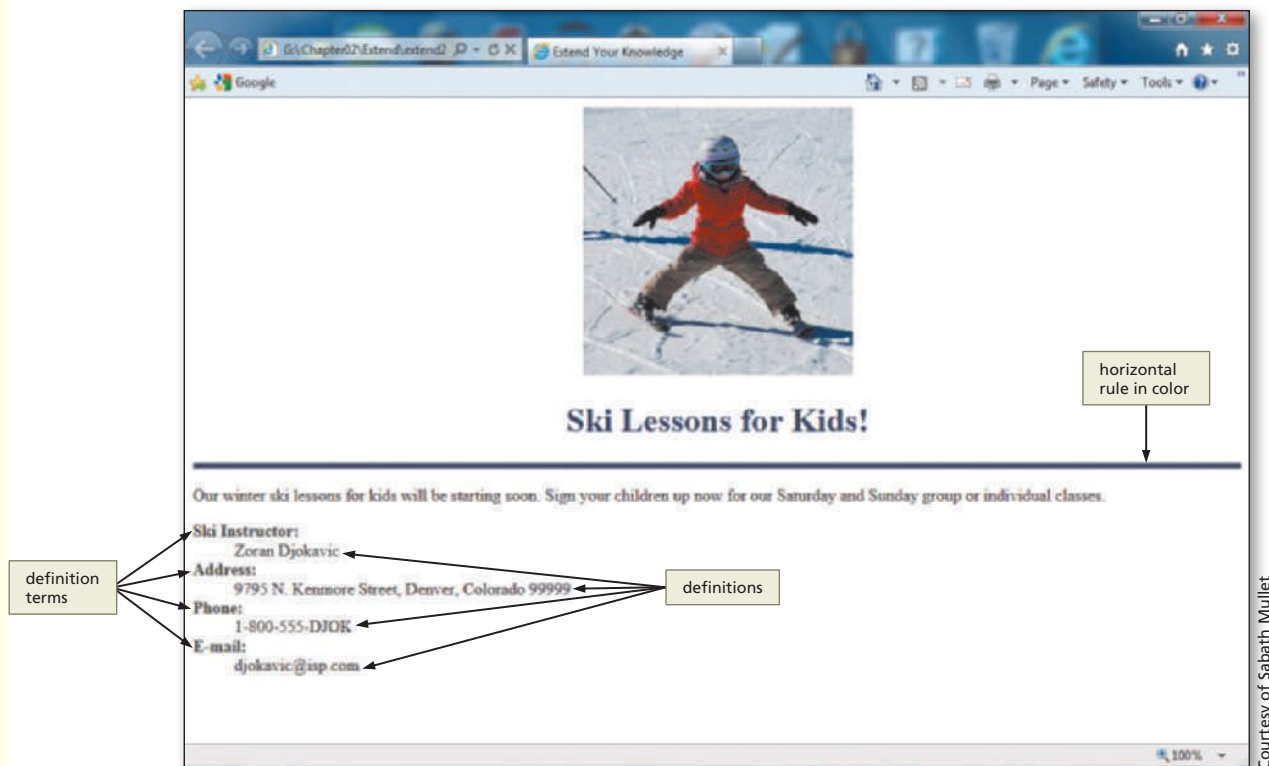 G:\Chapter02\Extend\extend2
Extend Your Knowledge
Google
Page
Safety
Tools
horizontal
rule in color
Ski Lessons for Kids!
Our winter ski lessons for kids will be starting soon. Sign your children up now for our Saturday and Sunday group or individual classes.
Ski Instructor:
Zoran Djokavic
Address:
9795 N. Kenmore Street, Denver, Colorado 99999
Phone:
1-800-555-DJOK
E-mail:
djokavic@isp.com
definition
terms
definitions
100%
Courtesy of Sabath Mullet